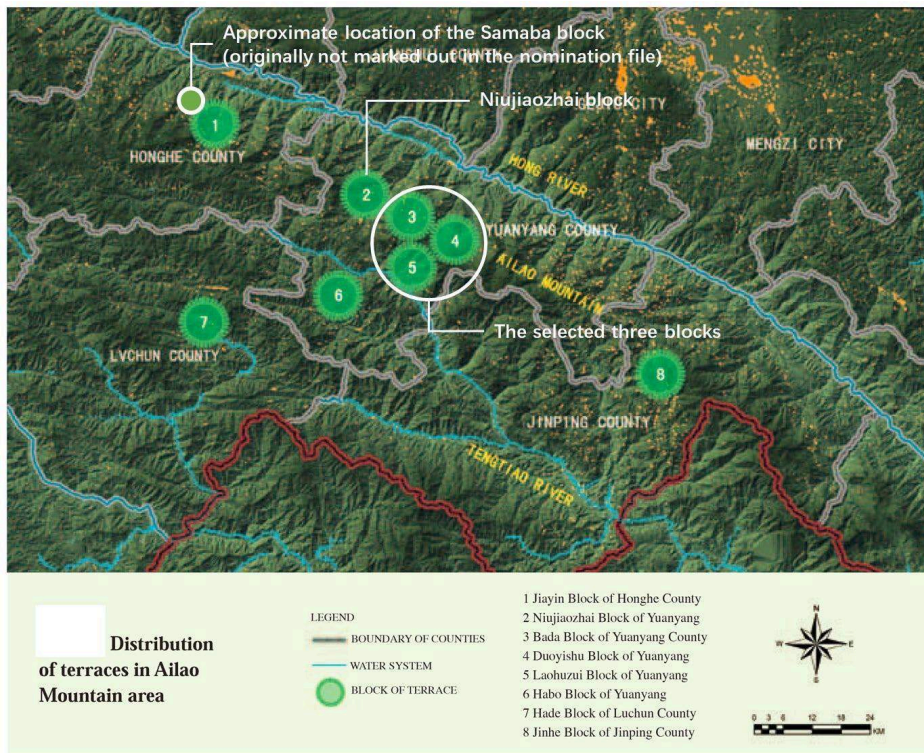 Approximate location of the Samaba block
(originally not marked out in the nomination file)
Niujiaozhai block
CITY
MENGZI CITY
HONGHE COUNTY
1
2
3
4
5
6
7
8
HONG RIVER
YUANYANG COUNTY
AILAO MOUNTAIN
The selected three blocks
LVCHUN COUNTY
JINPING COUNTY
TENGTIAO RIVER
Distribution
of terraces in Ailao
Mountain area
LEGEND
BOUNDARY OF COUNTIES
WATER SYSTEM
BLOCK OF TERRACE
1 Jiayin Block of Honghe County
2 Niujiaozhai Block of Yuanyang
3 Bada Block of Yuanyang County
4 Duoyishu Block of Yuanyang
5 Laohuzui Block of Yuanyang
6 Habo Block of Yuanyang
7 Hade Block of Luchun County
8 Jinhe Block of Jinping County
N
W E
S
0 3 6 12 18 24
KM